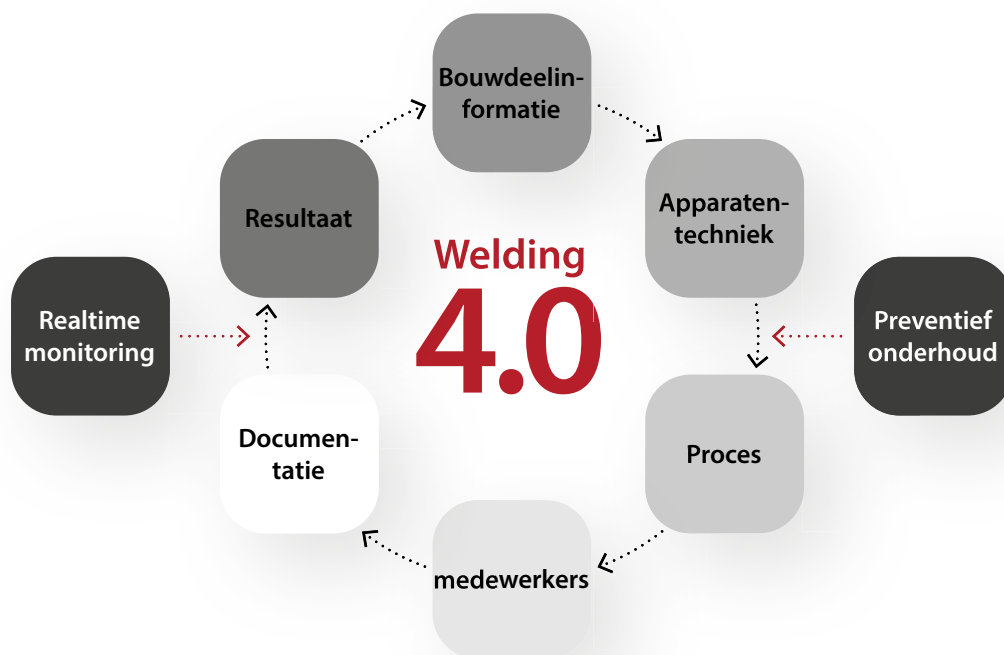 Bouwdeelin-
formatie
Resultaat
Apparaten-
techniek
Welding
4.0
Realtime
monitoring
Preventief
onderhoud
Documen-
tatie
Proces
medewerkers